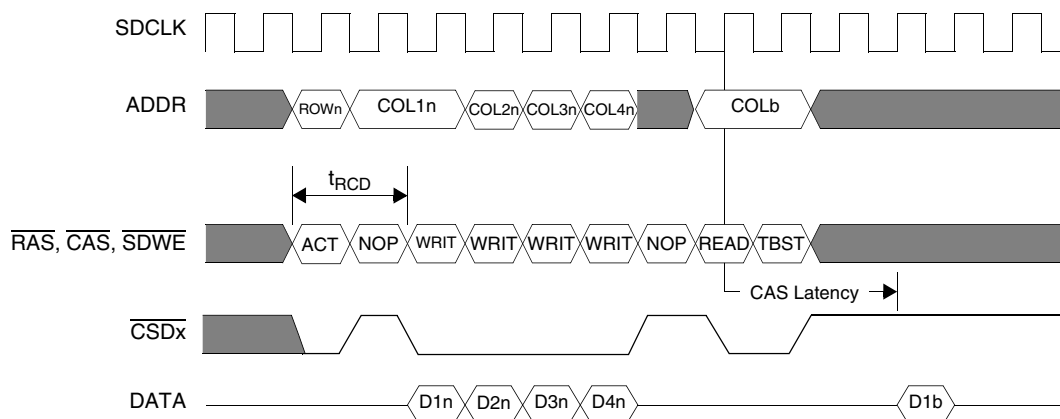 SDCLK
ADDR ROWn COL1n COL2n COL3n COL4n COLb
tRCD
RAS, CAS, SDWE ACT NOP WRIT WRIT WRIT WRIT NOP READ TBST
CAS Latency
CSDx
DATA D1n D2n D3n D4n D1b